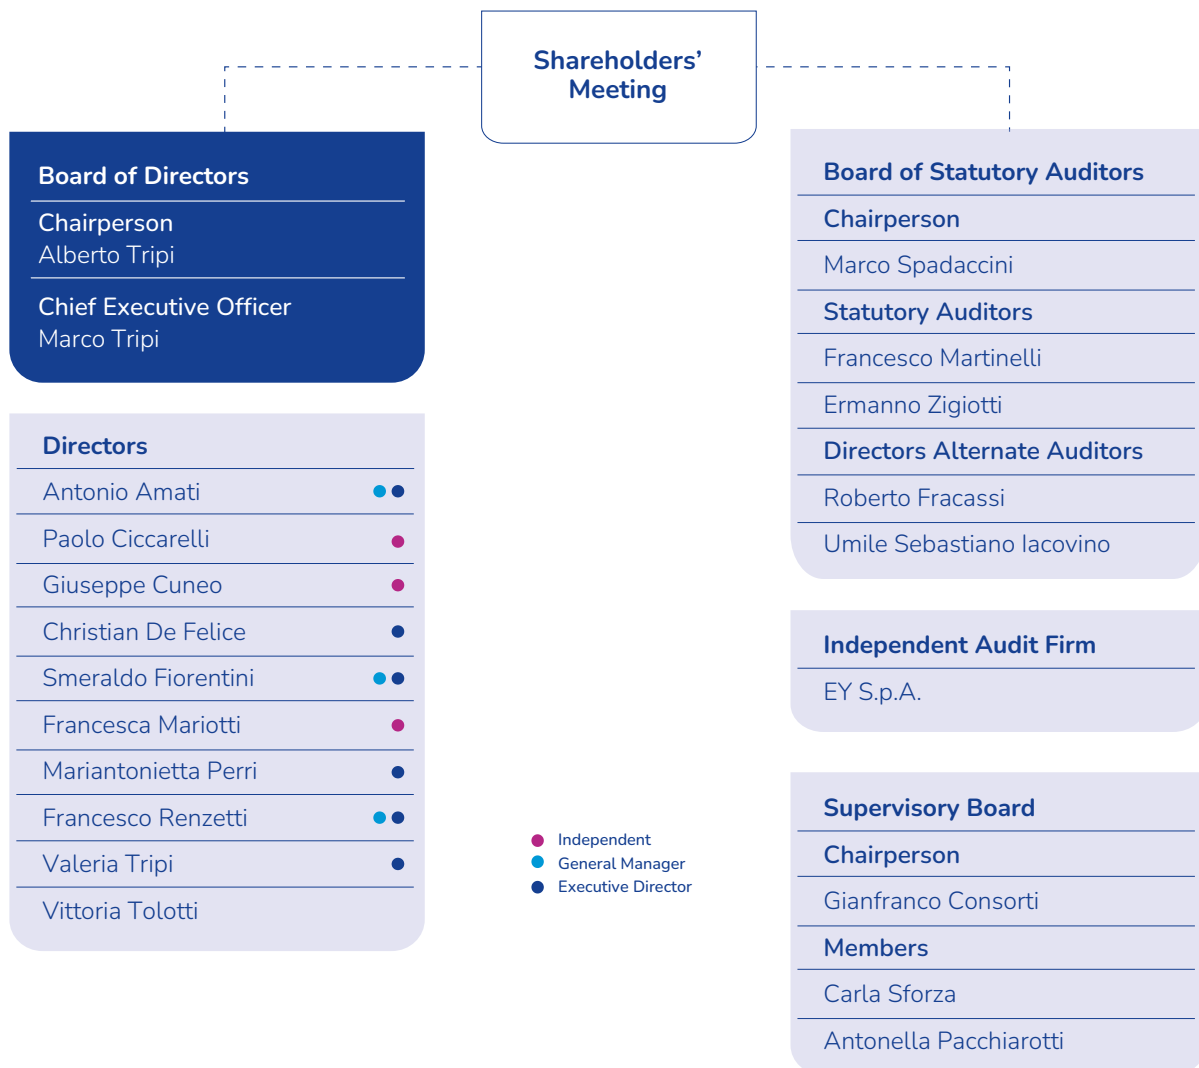 Shareholders’
Meeting
Board of Directors
Chairperson
Alberto Tripi
Chief Executive Officer
Marco Tripi
Directors
Antonio Amati
Paolo Ciccarelli
Giuseppe Cuneo
Christian De Felice
Smeraldo Fiorentini
Francesca Mariotti
Mariantonietta Perri
Francesco Renzetti
Valeria Tripi
Vittoria Tolotti
Independent
General Manager
Executive Director
Board of Statutory Auditors
Chairperson
Marco Spadaccini
Statutory Auditors
Francesco Martinelli
Ermanno Zigiotti
Directors Alternate Auditors
Roberto Fracassi
Umile Sebastiano Iacovino
Independent Audit Firm
EY S.p.A.
Supervisory Board
Chairperson
Gianfranco Consorti
Members
Carla Sforza
Antonella Pacchiarotti